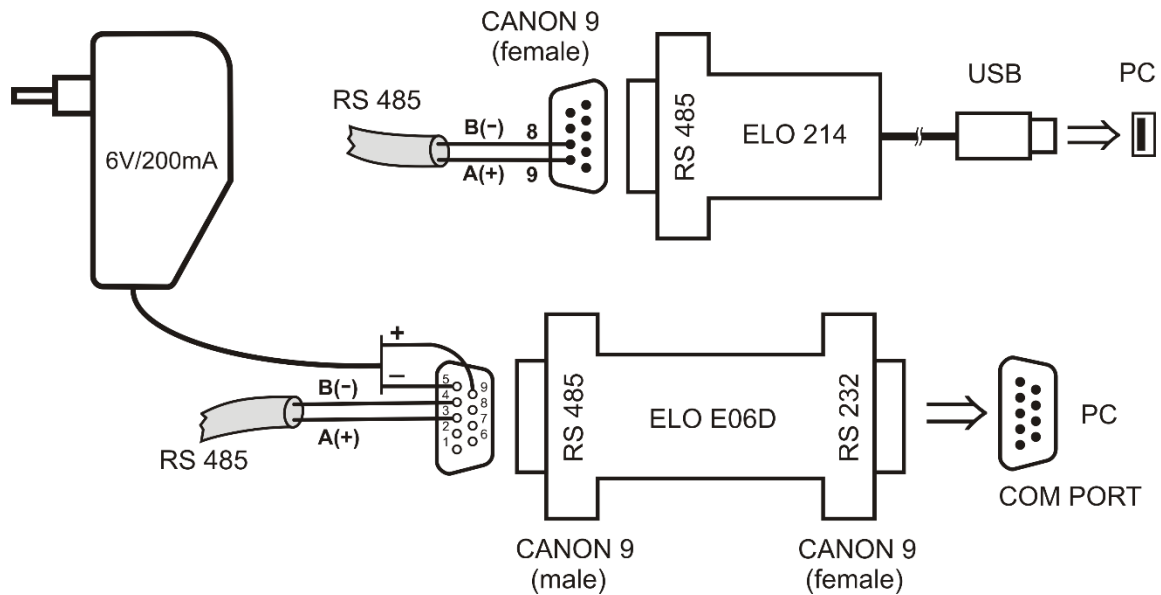 CANON 9
(female)
RS 485
B(−) 8
A(+) 9
RS 485
ELO 214
USB
PC
6V/200mA
+
−
B(−)
A(+)
RS 485
5
4
3
2
1
9
8
7
6
RS 485
ELO E06D
RS 232
PC
COM PORT
CANON 9
(male)
CANON 9
(female)